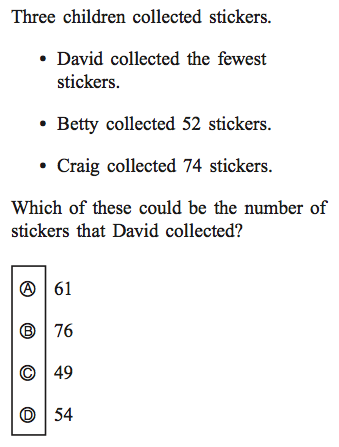 Three children collected stickers.
• David collected the fewest
stickers.
• Betty collected 52 stickers.
• Craig collected 74 stickers.
Which of these could be the number of
stickers that David collected?
Ⓐ 61
Ⓑ 76
Ⓒ 49
Ⓓ 54